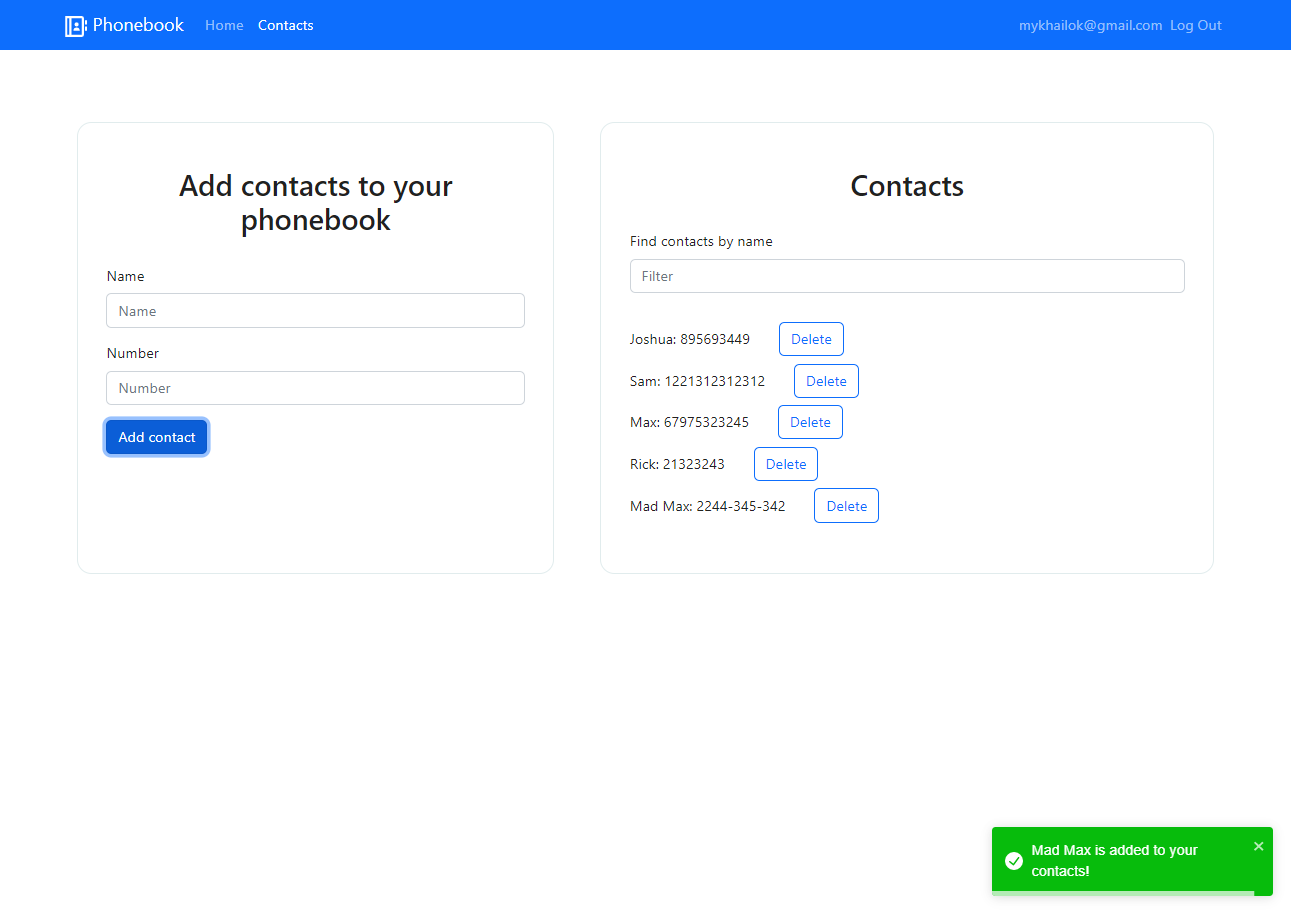 Phonebook Home Contacts mykhailok@gmail.com Log Out
Add contacts to your
phonebook
Name
Name
Number
Number
Add contact
Contacts
Find contacts by name
Filter
Joshua: 895693449 Delete
Sam: 1221312312312 Delete
Max: 67975323245 Delete
Rick: 21323243 Delete
Mad Max: 2244-345-342 Delete
Mad Max is added to your
contacts!